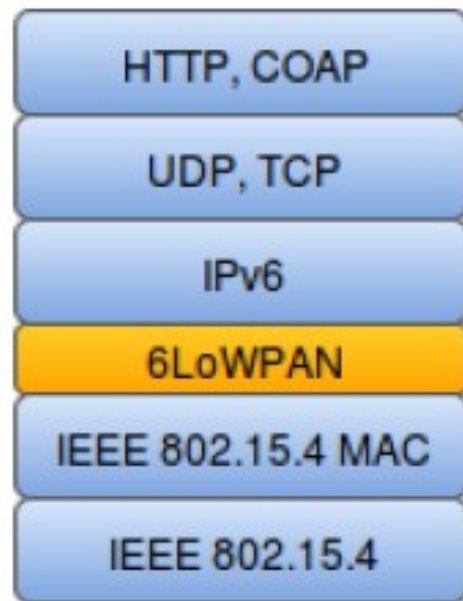 HTTP, COAP
UDP, TCP
IPv6
6LoWPAN
IEEE 802.15.4 MAC
IEEE 802.15.4